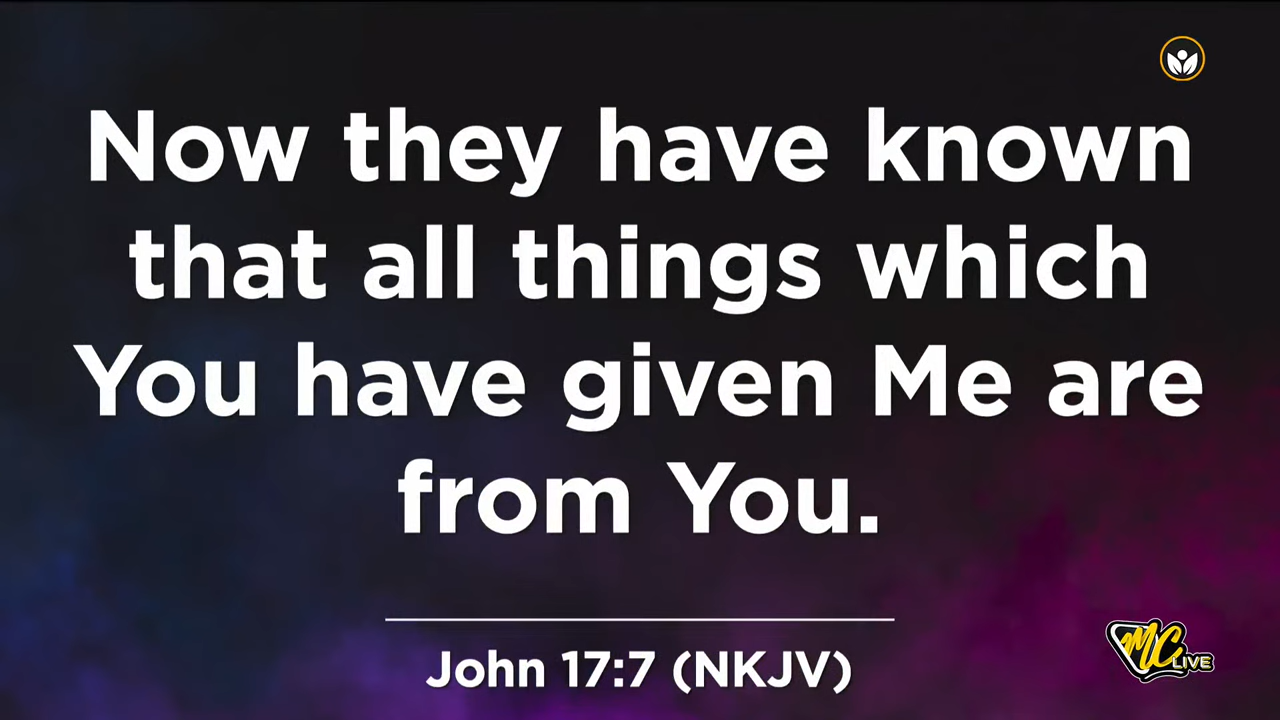 Now they have known
that all things which
You have given Me are
from You.
John 17:7 (NKJV)
MC LIVE